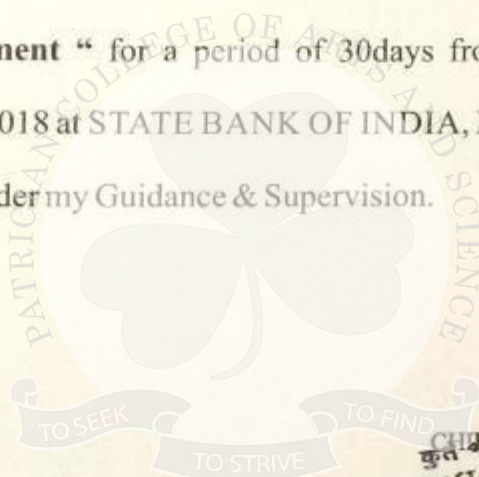 nent “ for a period of 30days fro
018 at STATE BANK OF INDIA,
der my Guidance & Supervision.
PATRICIAN COLLEGE OF ARTS AND SCIENCE
TO SEEK
TO STRIVE
TO FIND